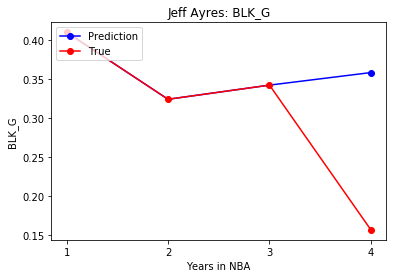 Jeff Ayres: BLK_G
Prediction
True
0.40
0.35
0.30
0.25
0.20
0.15
BLK_G
1 2 3 4
Years in NBA